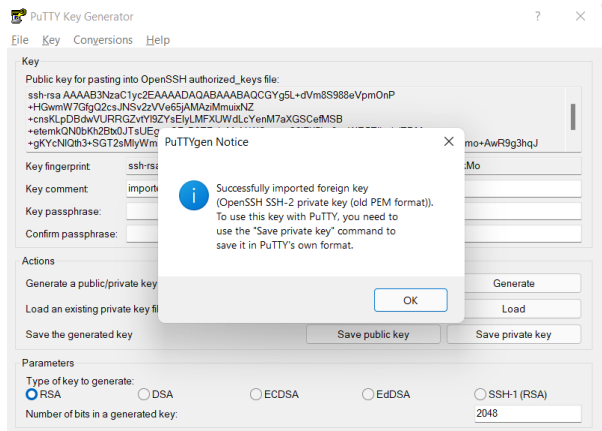 PuTTY Key Generator
File Key Conversions Help
Key
Public key for pasting into OpenSSH authorized_keys file:
ssh-rsa AAAAB3NzaC1yc2EAAAADAQABAAABAQCGYg5L+dVm8S988eVpmOnP
+HGwmW7GfgQ2csJNSv2zVVe65jAMAziMmuixNZ
+cnsKLpDBdwVURRGZvtYl9ZYsElyLMFXUWdLcYenM7aXGSCefMSB
+etemkQN0bKh2Btx0JTsUEg
+gKYcNlQth3+SGT2sMlyWm mo+AwR9g3hqJ
Key fingerprint: ssh-rsa kMo
Key comment: importe
Key passphrase:
Confirm passphrase:
PuTTYgen Notice
Successfully imported foreign key
(OpenSSH SSH-2 private key (old PEM format)).
To use this key with PuTTY, you need to
use the "Save private key" command to
save it in PuTTY's own format.
OK
Actions
Generate a public/private key Generate
Load an existing private key fil Load
Save the generated key Save public key Save private key
Parameters
Type of key to generate:
RSA DSA ECDSA EdDSA SSH-1 (RSA)
Number of bits in a generated key: 2048